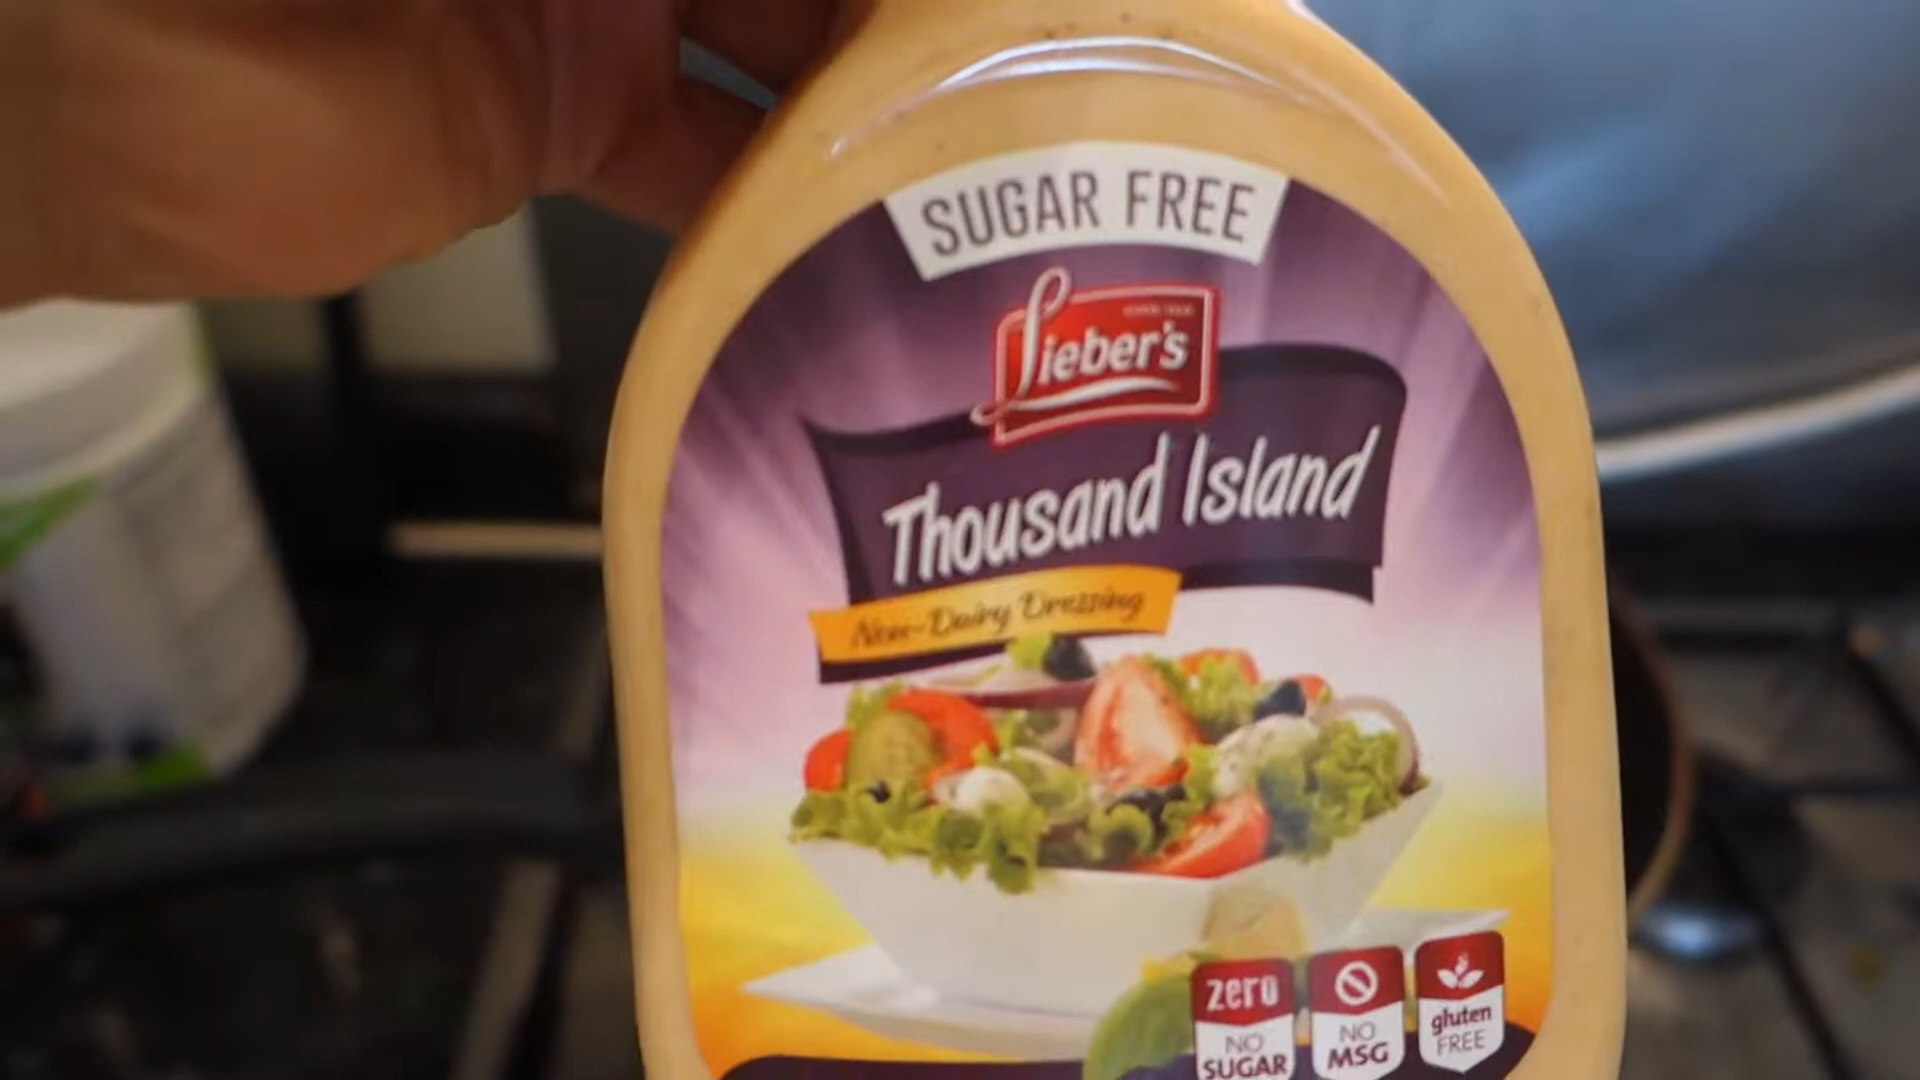 SUGAR FREE
Lieber's
Thousand Island
Non-Dairy Dressing
zero
NO
SUGAR
NO
MSG
gluten
FREE